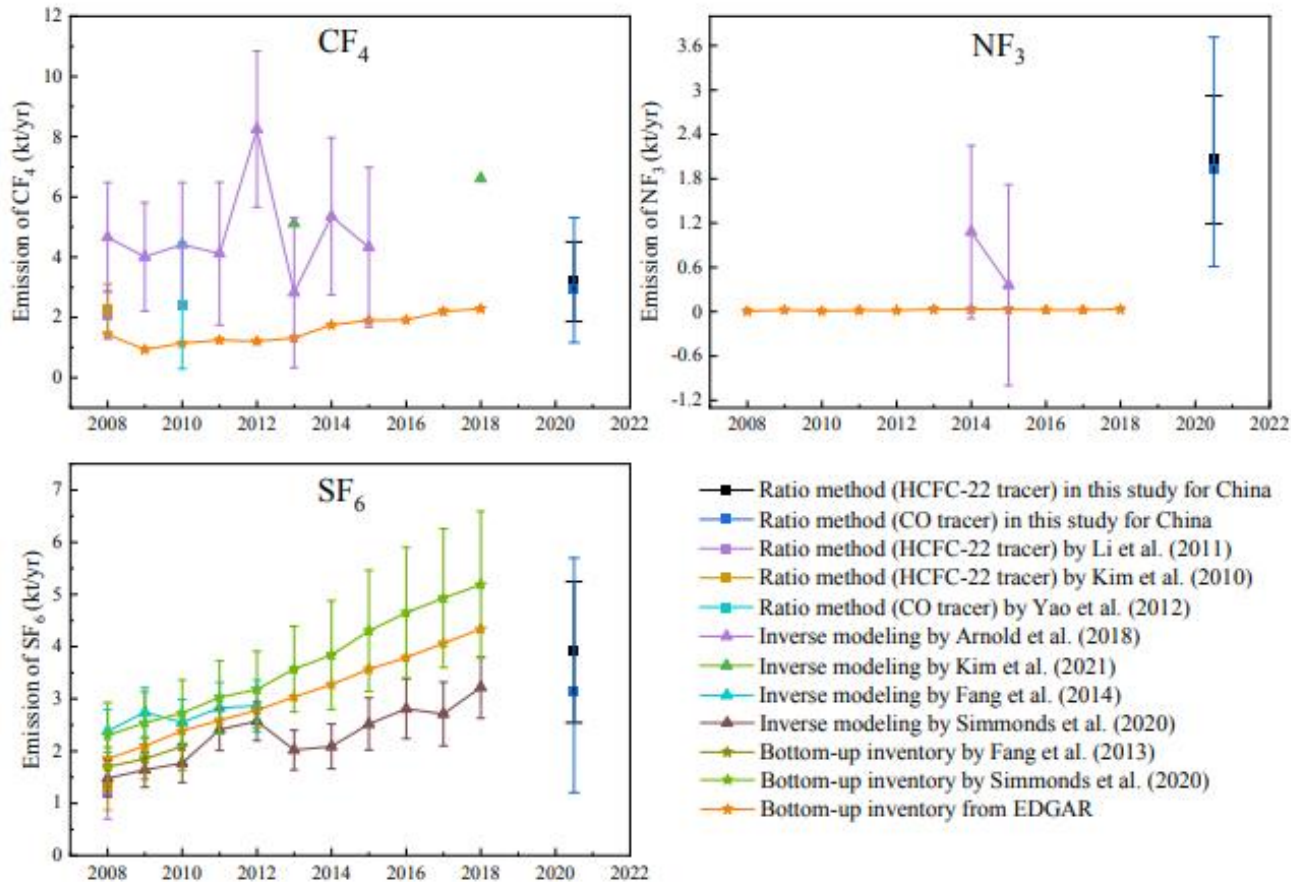 CF₄
Emission of CF₄ (kt/yr)
12
10
8
6
4
2
0
2008 2010 2012 2014 2016 2018 2020 2022
NF₃
Emission of NF₃ (kt/yr)
3.6
3
2.4
1.8
1.2
0.6
0
-0.6
-1.2
2008 2010 2012 2014 2016 2018 2020 2022
SF₆
Emission of SF₆ (kt/yr)
7
6
5
4
3
2
1
0
2008 2010 2012 2014 2016 2018 2020 2022
Ratio method (HCFC-22 tracer) in this study for China
Ratio method (CO tracer) in this study for China
Ratio method (HCFC-22 tracer) by Li et al. (2011)
Ratio method (HCFC-22 tracer) by Kim et al. (2010)
Ratio method (CO tracer) by Yao et al. (2012)
Inverse modeling by Arnold et al. (2018)
Inverse modeling by Kim et al. (2021)
Inverse modeling by Fang et al. (2014)
Inverse modeling by Simmonds et al. (2020)
Bottom-up inventory by Fang et al. (2013)
Bottom-up inventory by Simmonds et al. (2020)
Bottom-up inventory from EDGAR